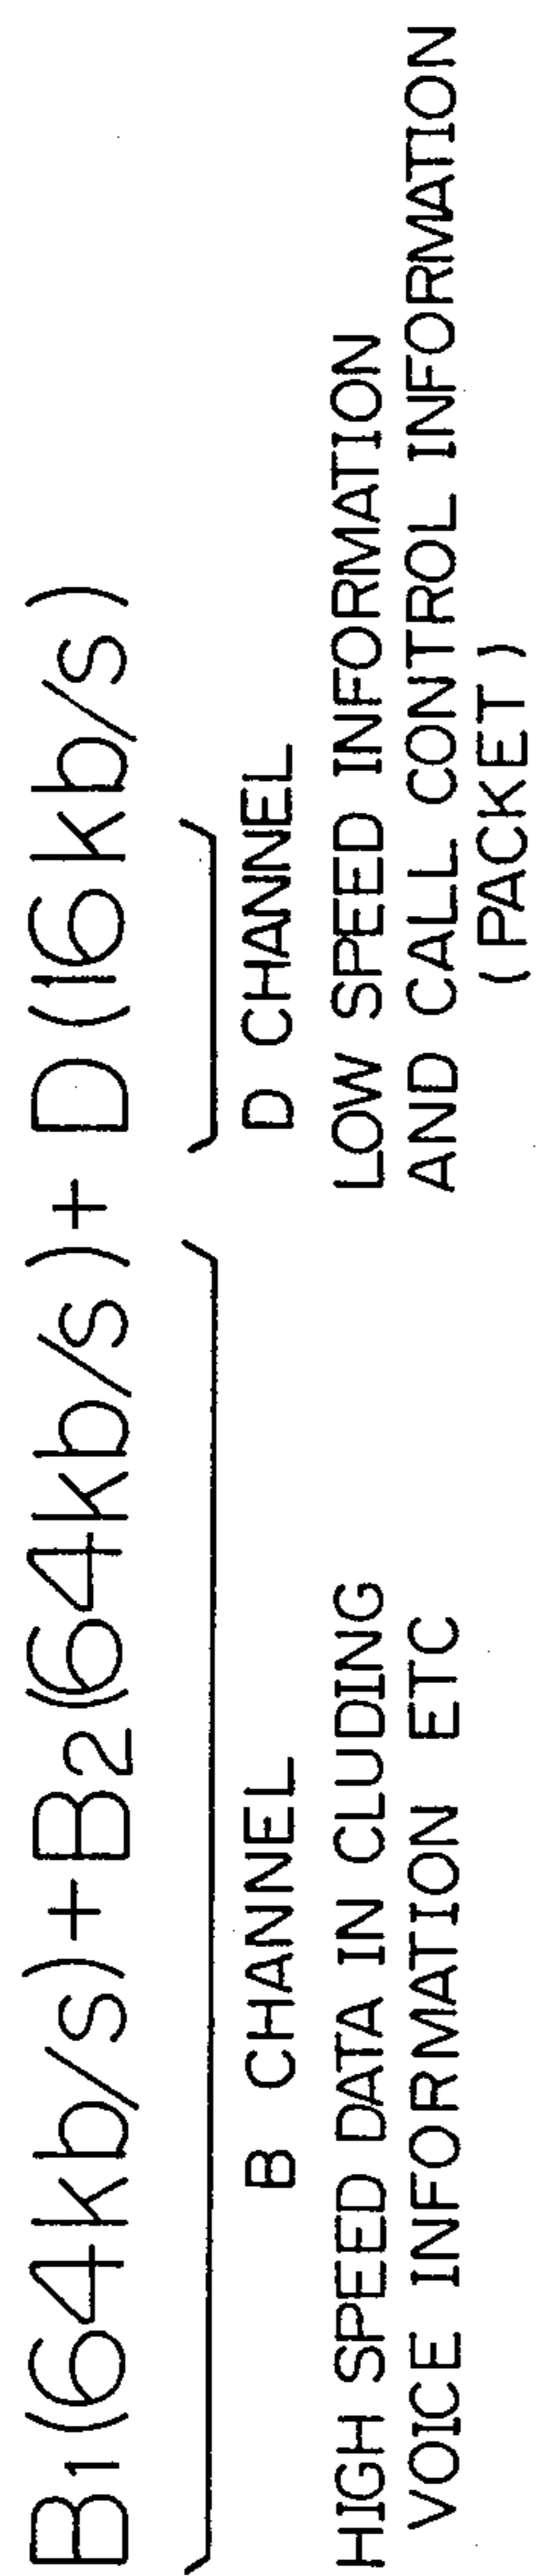 B1(64kb/s)+B2(64kb/s)+D(16kb/s)
B CHANNEL
HIGH SPEED DATA IN CLUDING
VOICE INFORMATION ETC
D CHANNEL
LOW SPEED INFORMATION
AND CALL CONTROL INFORMATION
(PACKET)